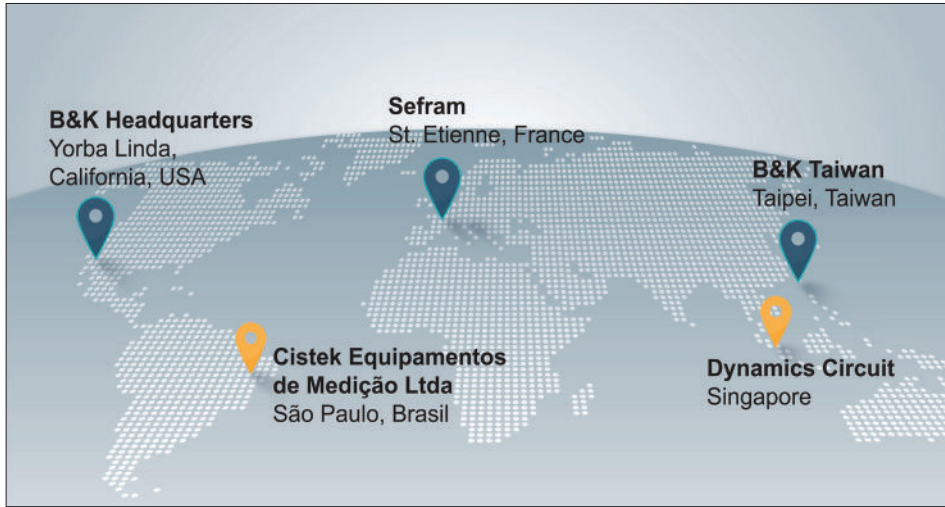 B&K Headquarters
Yorba Linda,
California, USA
Sefram
St. Etienne, France
B&K Taiwan
Taipei, Taiwan
Cistek Equipamentos
de Medição Ltda
São Paulo, Brasil
Dynamics Circuit
Singapore